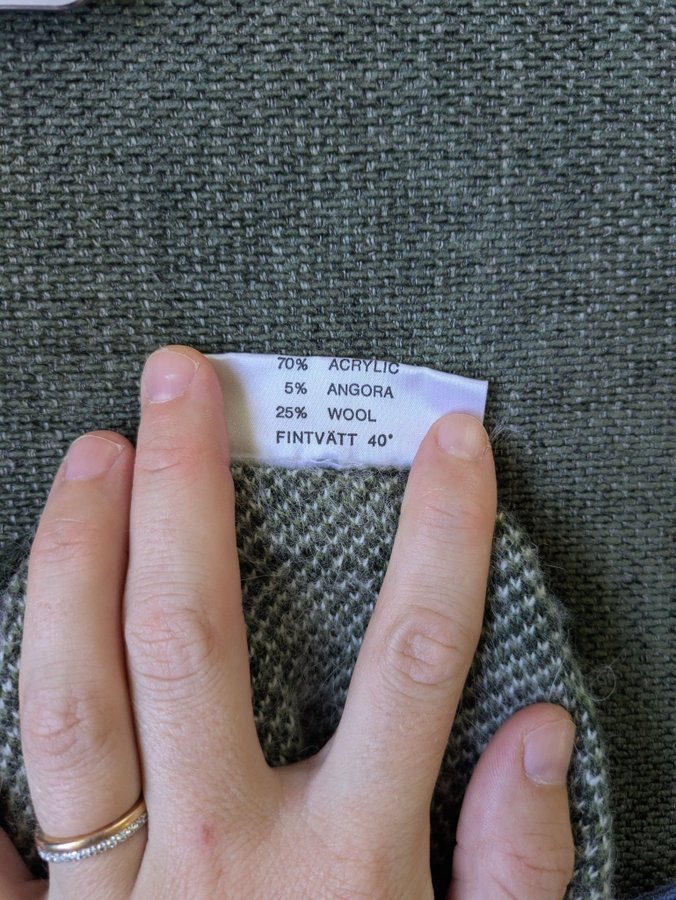 70% ACRYLIC
5% ANGORA
25% WOOL
FINTVÄTT 40°